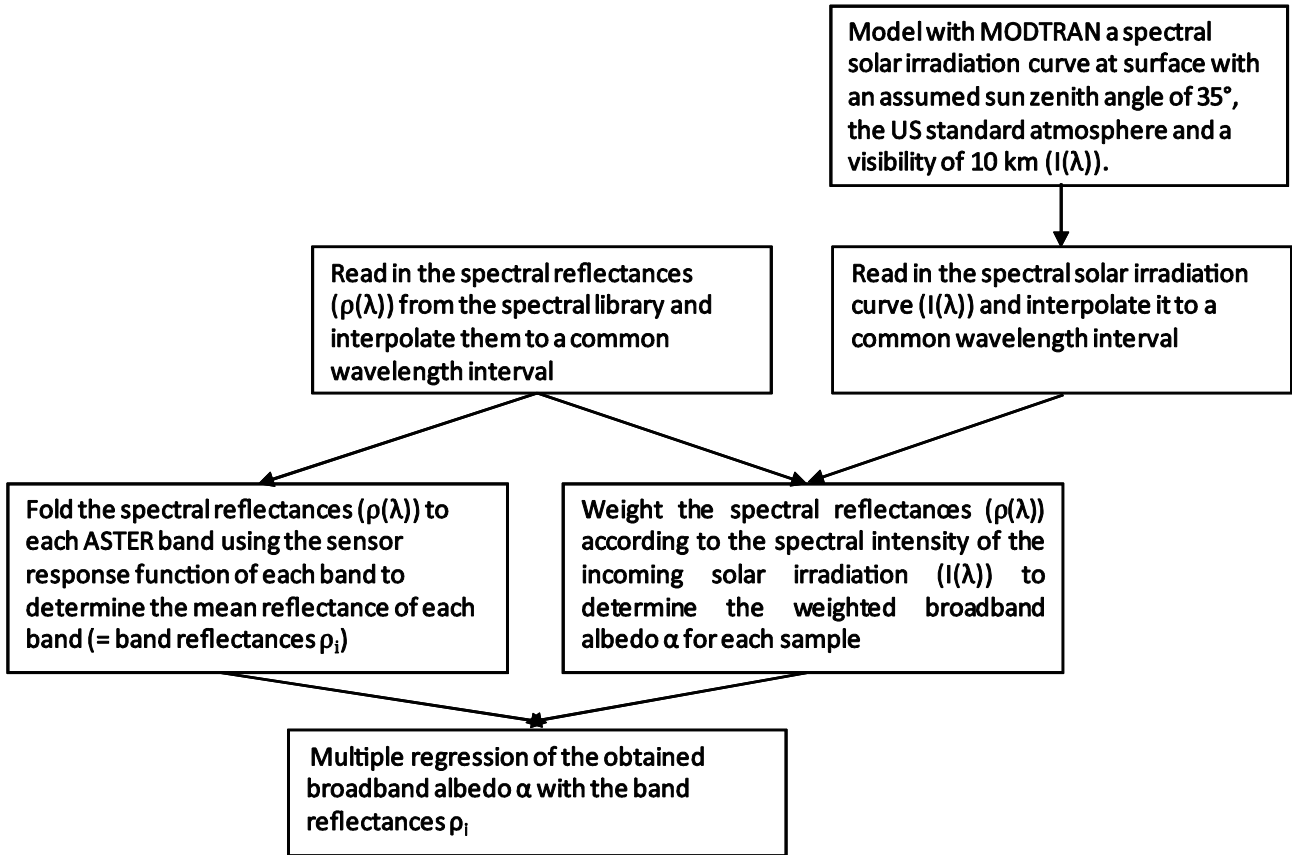 Model with MODTRAN a spectral
solar irradiation curve at surface with
an assumed sun zenith angle of 35°,
the US standard atmosphere and a
visibility of 10 km (I(λ)).
Read in the spectral reflectances
(ρ(λ)) from the spectral library and
interpolate them to a common
wavelength interval
Read in the spectral solar irradiation
curve (I(λ)) and interpolate it to a
common wavelength interval
Fold the spectral reflectances (ρ(λ)) to
each ASTER band using the sensor
response function of each band to
determine the mean reflectance of each
band (= band reflectances ρᵢ)
Weight the spectral reflectances (ρ(λ))
according to the spectral intensity of the
incoming solar irradiation (I(λ)) to
determine the weighted broadband
albedo α for each sample
Multiple regression of the obtained
broadband albedo α with the band
reflectances ρᵢ